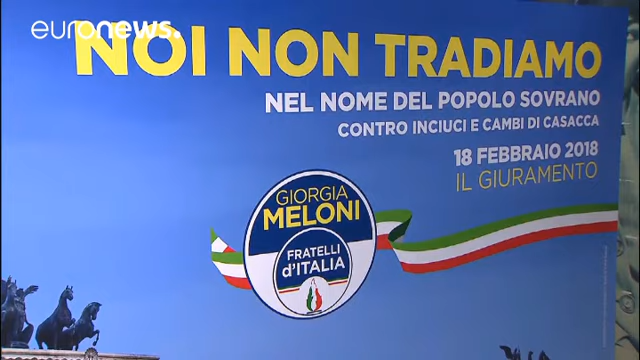 euronews.
NOI NON TRADIAMO
NEL NOME DEL POPOLO SOVRANO
CONTRO INCIUCI E CAMBI DI CASACCA
18 FEBBRAIO 2018
IL GIURAMENTO
GIORGIA
MELONI
FRATELLI
d'ITALIA